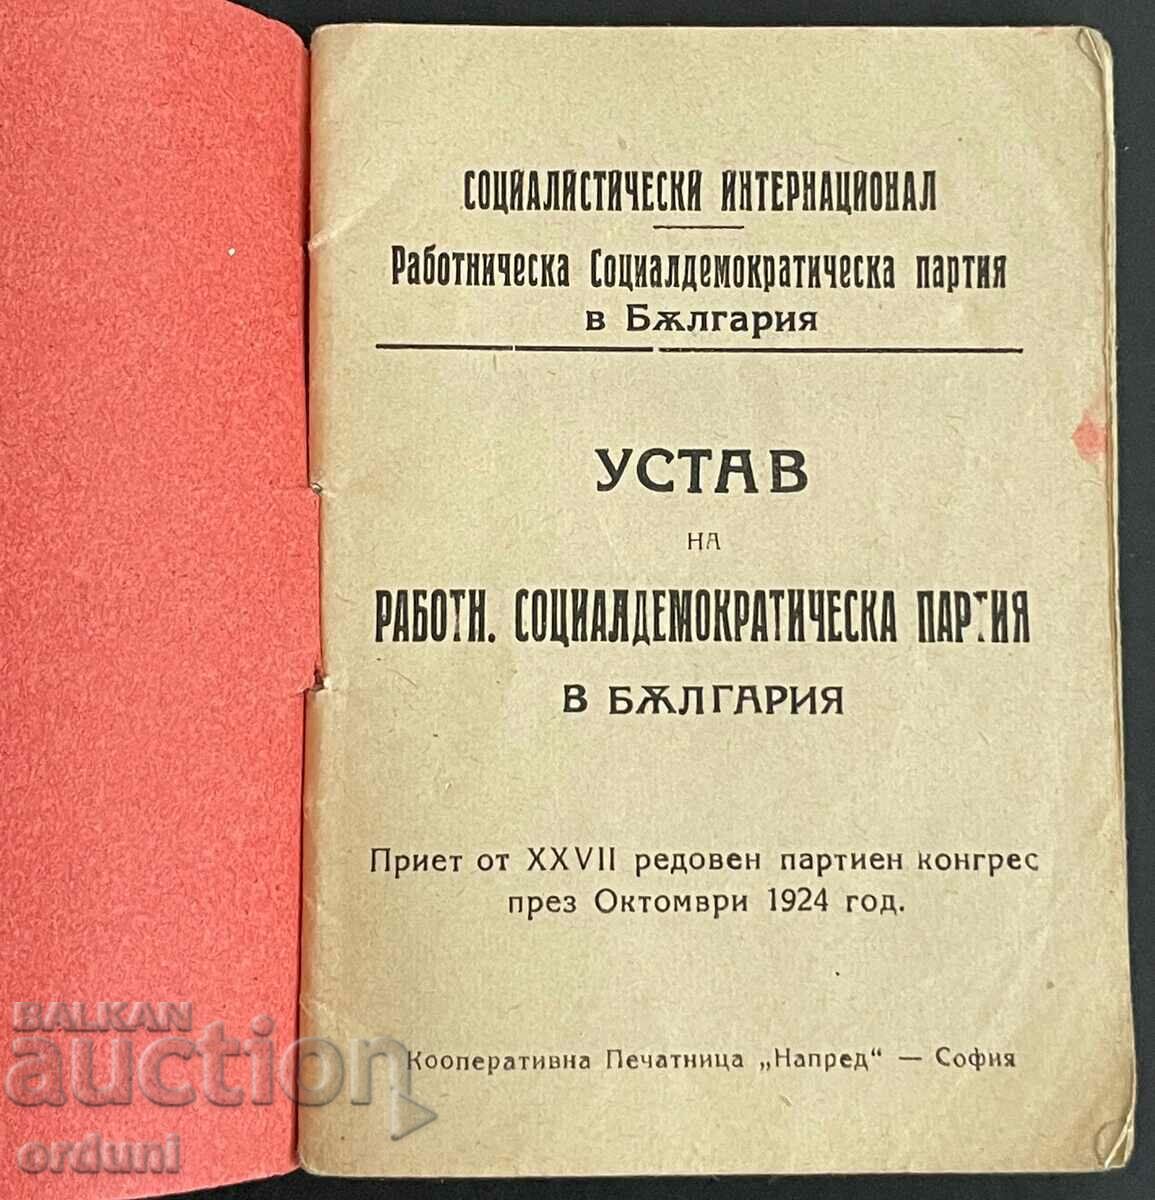 СОЦИАЛИСТИЧЕСКИ ИНТЕРНАЦИОНАЛ
Работническа Социалдемократическа партия
в Бѫлгария
УСТАВ
НА
РАБОТН. СОЦИАЛДЕМОКРАТИЧЕСКА ПАРТИЯ
В БѪЛГАРИЯ
Приет от XXVII редовен партиен конгрес
през Октомври 1924 год.
Кооперативна Печатница „Напред“ — София
BALKAN
auction
orduni